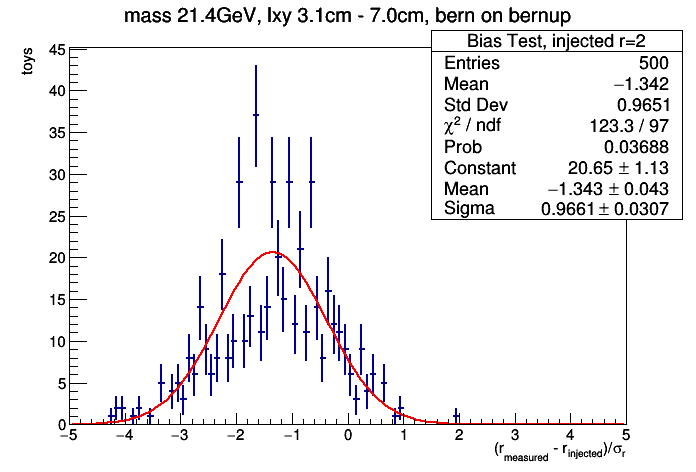 mass 21.4GeV, lxy 3.1cm - 7.0cm, bern on bernup
Bias Test, injected r=2
Entries 500
Mean −1.342
Std Dev 0.9651
χ² / ndf 123.3 / 97
Prob 0.03688
Constant 20.65 ± 1.13
Mean −1.343 ± 0.043
Sigma 0.9661 ± 0.0307
toys
45
40
35
30
25
20
15
10
5
0
−5 −4 −3 −2 −1 0 1 2 3 4 5
(r_measured - r_injected)/σ_r